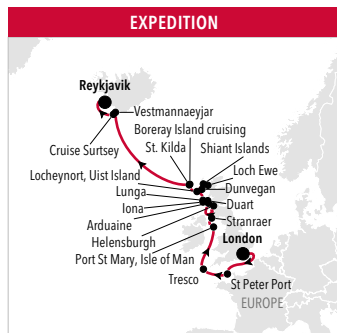 EXPEDITION
Reykjavik
Vestmannaeyjar
Boreray Island cruising
St. Kilda
Shiant Islands
Cruise Surtsey
Loch Ewe
Locheynort, Uist Island
Dunvegan
Lunga
Duart
Iona
Stranraer
Arduaine
Helensburgh
London
Port St Mary, Isle of Man
Tresco
St Peter Port
EUROPE